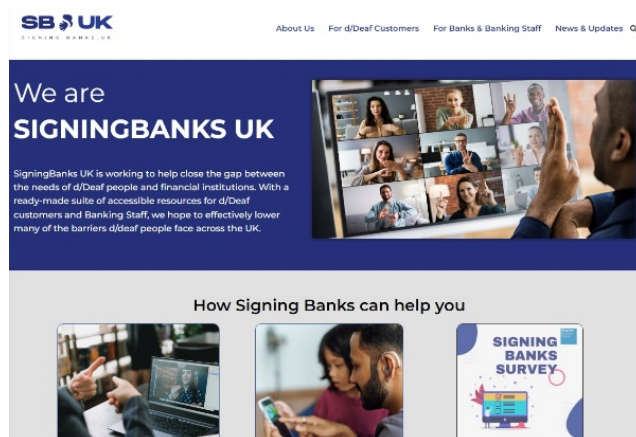 SB UK
SIGNING BANKS.UK
About Us For d/Deaf Customers For Banks & Banking Staff News & Updates
We are
SIGNINGBANKS UK
SigningBanks UK is working to help close the gap between
the needs of d/Deaf people and financial institutions. With a
ready-made suite of accessible resources for d/Deaf
customers and Banking Staff, we hope to effectively lower
many of the barriers d/deaf people face across the UK.
How Signing Banks can help you
SIGNING
BANKS
SURVEY